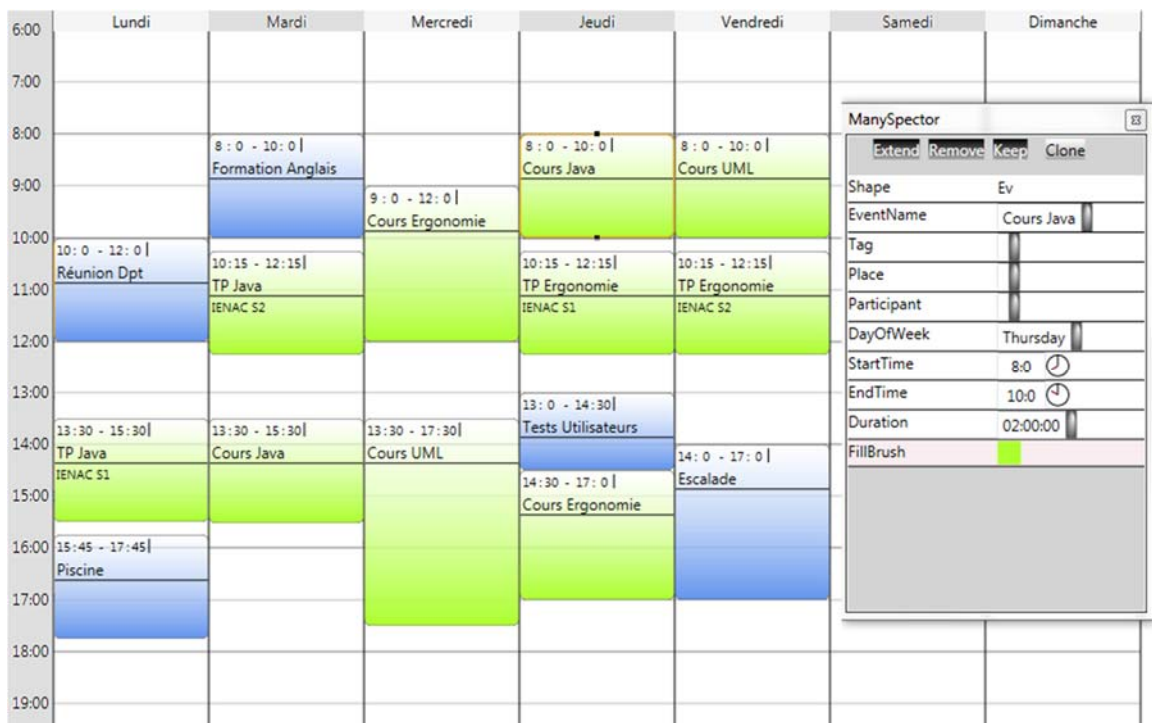 Lundi Mardi Mercredi Jeudi Vendredi Samedi Dimanche
6:00
7:00
8:00
9:00
10:00
11:00
12:00
13:00
14:00
15:00
16:00
17:00
18:00
19:00
10: 0 - 12: 0
Réunion Dpt
13:30 - 15:30
TP Java
IENAC S1
15:45 - 17:45
Piscine
8: 0 - 10: 0
Formation Anglais
10:15 - 12:15
TP Java
IENAC S2
13:30 - 15:30
Cours Java
9: 0 - 12: 0
Cours Ergonomie
13:30 - 17:30
Cours UML
8: 0 - 10: 0
Cours Java
10:15 - 12:15
TP Ergonomie
IENAC S1
13: 0 - 14:30
Tests Utilisateurs
14:30 - 17: 0
Cours Ergonomie
8: 0 - 10: 0
Cours UML
10:15 - 12:15
TP Ergonomie
IENAC S2
14: 0 - 17: 0
Escalade
ManySpector
Extend Remove Keep Clone
Shape Ev
EventName Cours Java
Tag
Place
Participant
DayOfWeek Thursday
StartTime 8:0
EndTime 10:0
Duration 02:00:00
FillBrush